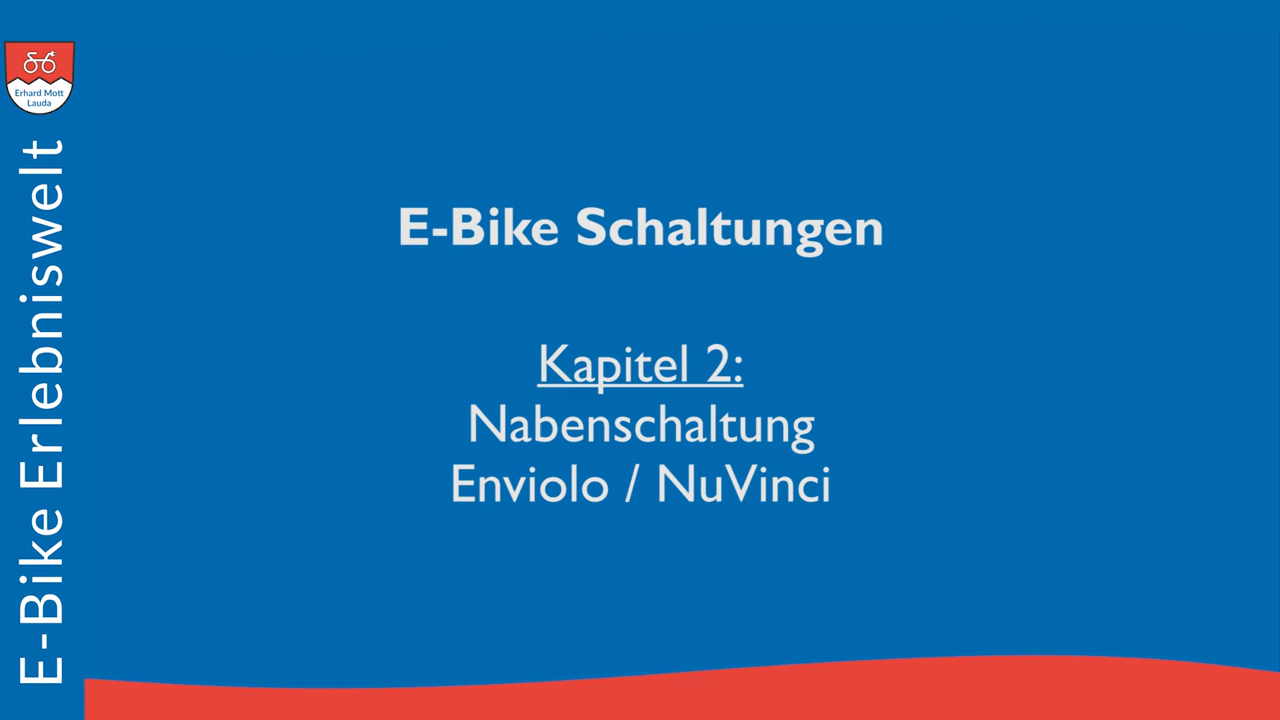 Erhard Mott
Lauda
E-Bike Erlebniswelt
E-Bike Schaltungen
Kapitel 2:
Nabenschaltung
Enviolo / NuVinci